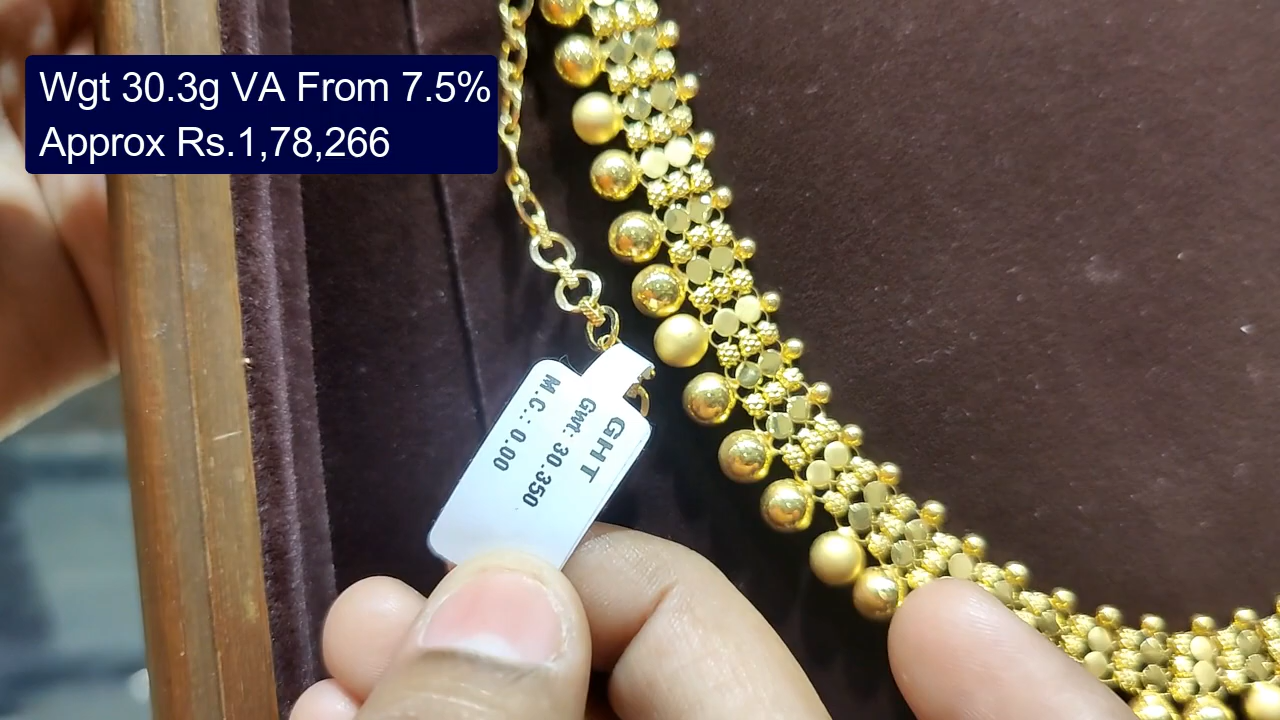 Wgt 30.3g VA From 7.5%
Approx Rs.1,78,266
GHT
Gwt: 30.350
M.C.: 0.00